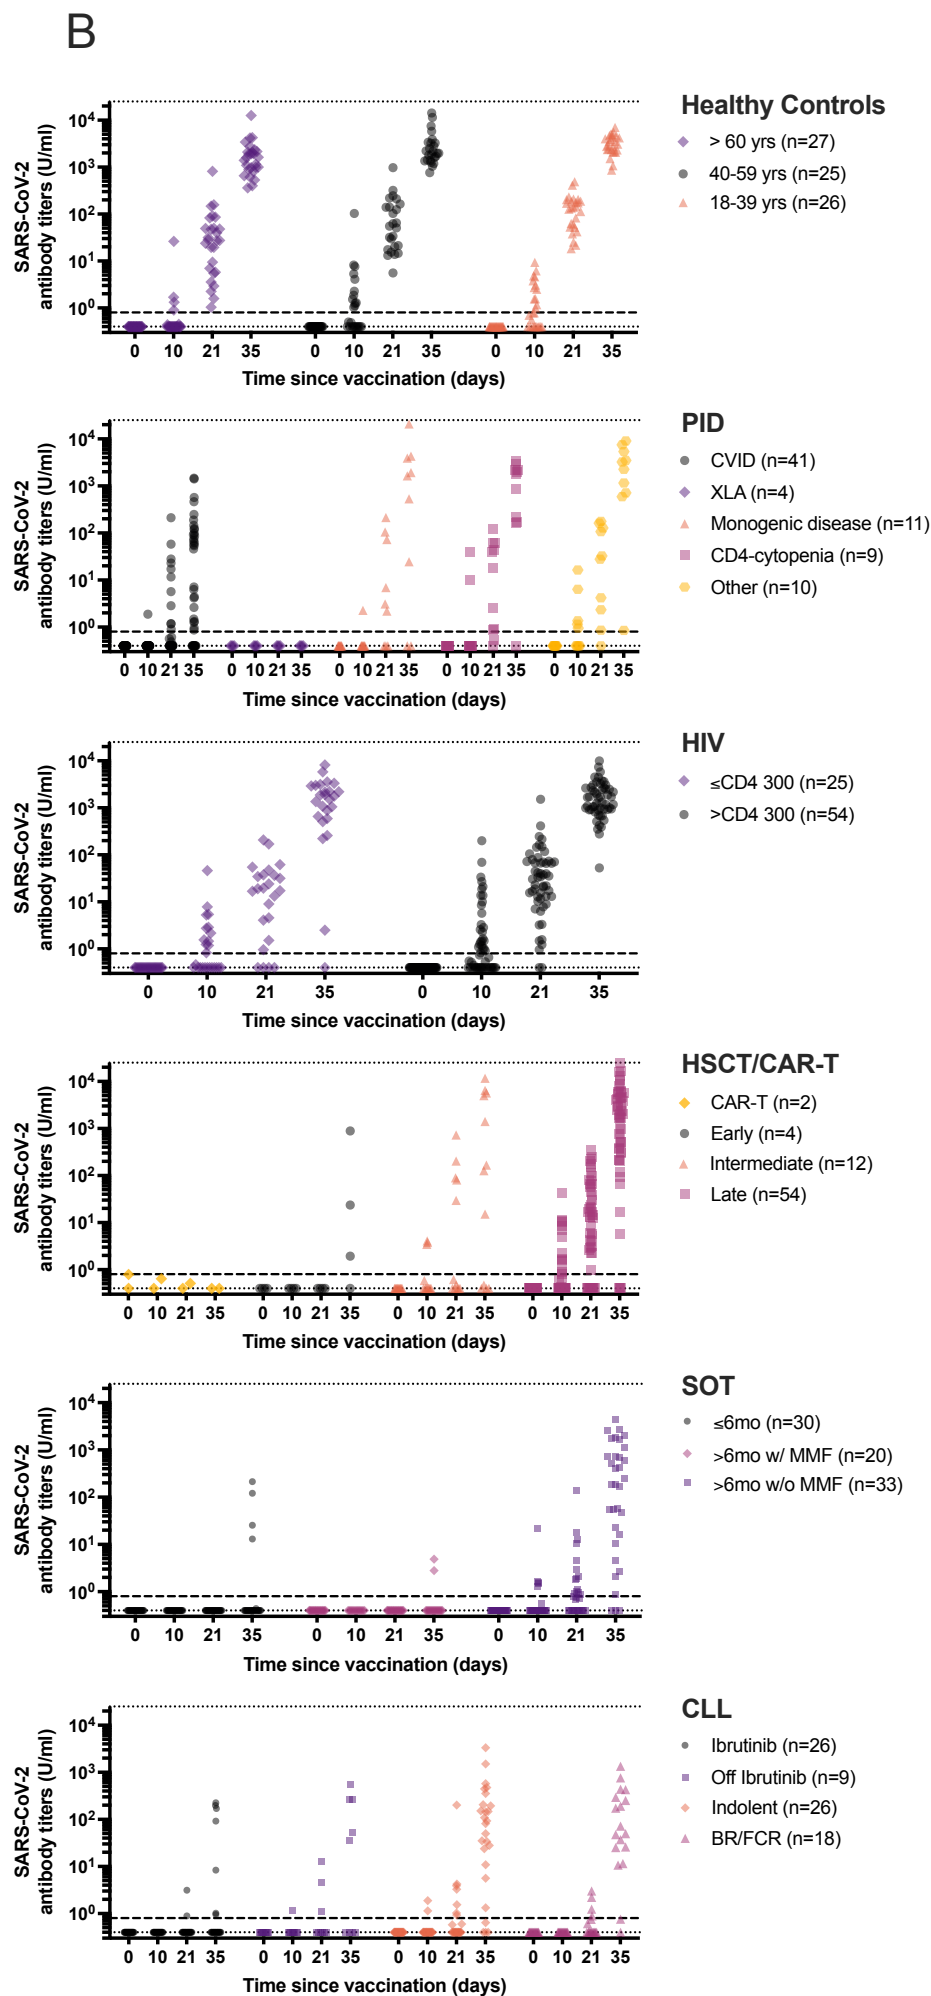 B
Healthy Controls
SARS-CoV-2
antibody titers (U/ml)
10⁴
10³
10²
10¹
10⁰
> 60 yrs (n=27)
40-59 yrs (n=25)
18-39 yrs (n=26)
0 10 21 35 0 10 21 35 0 10 21 35
Time since vaccination (days)
PID
SARS-CoV-2
antibody titers (U/ml)
10⁴
10³
10²
10¹
10⁰
CVID (n=41)
XLA (n=4)
Monogenic disease (n=11)
CD4-cytopenia (n=9)
Other (n=10)
0 10 21 35 0 10 21 35 0 10 21 35 0 10 21 35 0 10 21 35
Time since vaccination (days)
HIV
SARS-CoV-2
antibody titers (U/ml)
10⁴
10³
10²
10¹
10⁰
≤CD4 300 (n=25)
>CD4 300 (n=54)
0 10 21 35 0 10 21 35
Time since vaccination (days)
HSCT/CAR-T
SARS-CoV-2
antibody titers (U/ml)
10⁴
10³
10²
10¹
10⁰
CAR-T (n=2)
Early (n=4)
Intermediate (n=12)
Late (n=54)
0 10 21 35 0 10 21 35 0 10 21 35 0 10 21 35
Time since vaccination (days)
SOT
SARS-CoV-2
antibody titers (U/ml)
10⁴
10³
10²
10¹
10⁰
≤6mo (n=30)
>6mo w/ MMF (n=20)
>6mo w/o MMF (n=33)
0 10 21 35 0 10 21 35 0 10 21 35
Time since vaccination (days)
CLL
SARS-CoV-2
antibody titers (U/ml)
10⁴
10³
10²
10¹
10⁰
Ibrutinib (n=26)
Off Ibrutinib (n=9)
Indolent (n=26)
BR/FCR (n=18)
0 10 21 35 0 10 21 35 0 10 21 35 0 10 21 35
Time since vaccination (days)